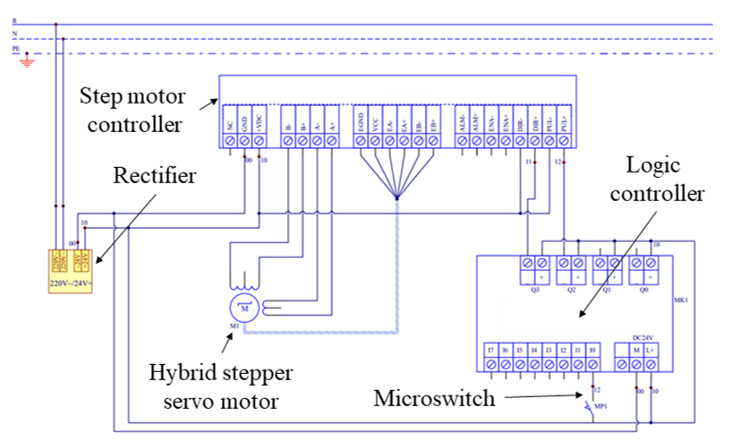 R
N
PE
Step motor
controller
NC
GND
+VDC
B-
B+
A-
A+
EGND
VCC
EA-
EA+
EB-
EB+
ALM-
ALM+
ENA-
ENA+
DIR-
DIR+
PUL-
PUL+
00
10
11
12
Rectifier
Logic
controller
10
00
220V~/24V=
10
Q3
Q2
Q1
Q0
MK1
M
M1
DC24V
I7 I6 I5 I4 I3 I2 I1 I0
M L+
Hybrid stepper
servo motor
Microswitch
12
MP1
00
10